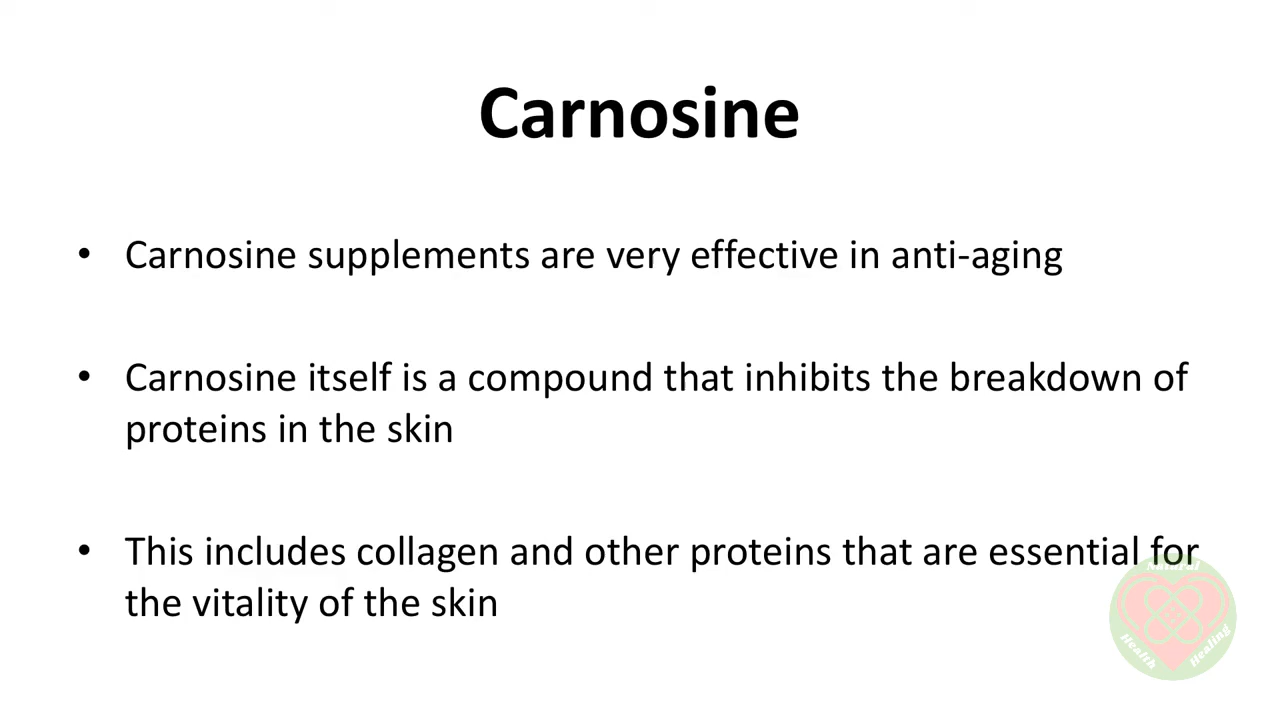 Carnosine
• Carnosine supplements are very effective in anti-aging
• Carnosine itself is a compound that inhibits the breakdown of
proteins in the skin
• This includes collagen and other proteins that are essential for
the vitality of the skin
Natural
Health Healing